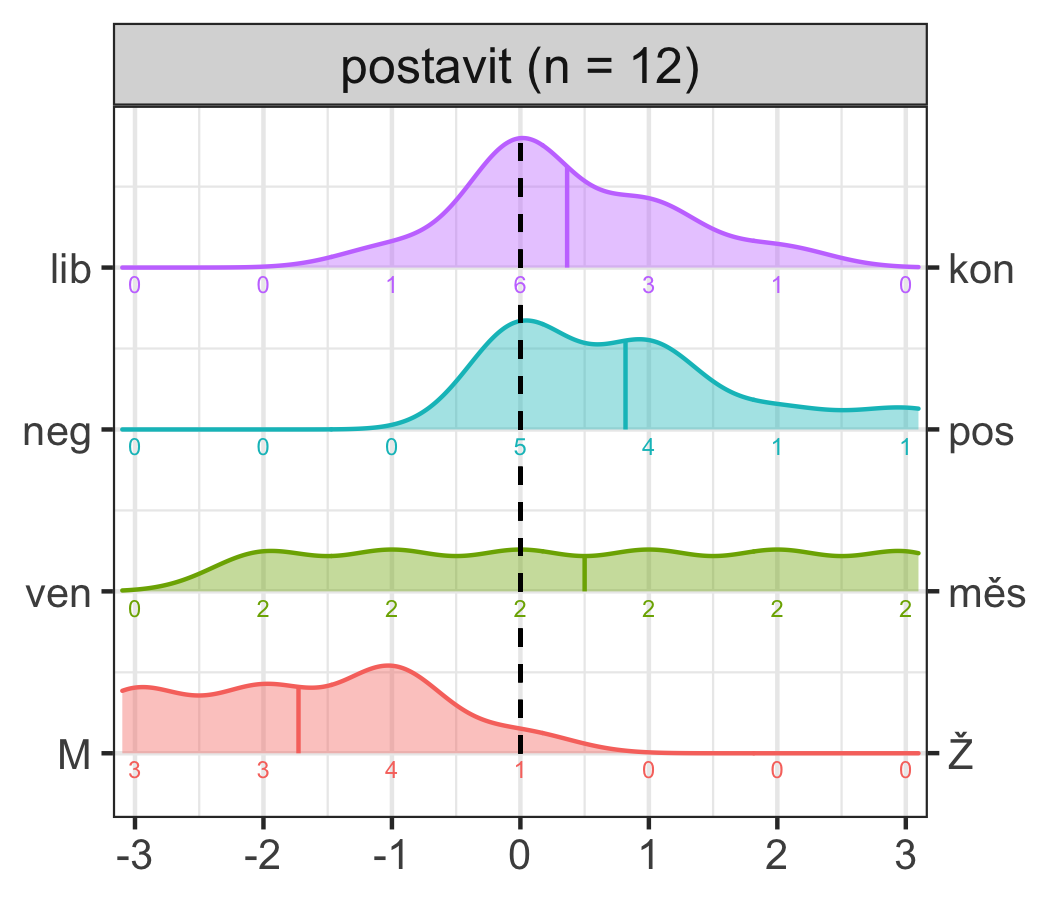 postavit (n = 12)
lib kon
0 0 1 6 3 1 0
neg pos
0 0 0 5 4 1 1
ven měs
0 2 2 2 2 2 2
M Ž
3 3 4 1 0 0 0
-3 -2 -1 0 1 2 3